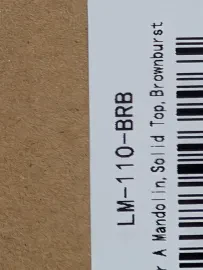 LM-110-BRB
A Mandolin, Solid Top, Brownburst